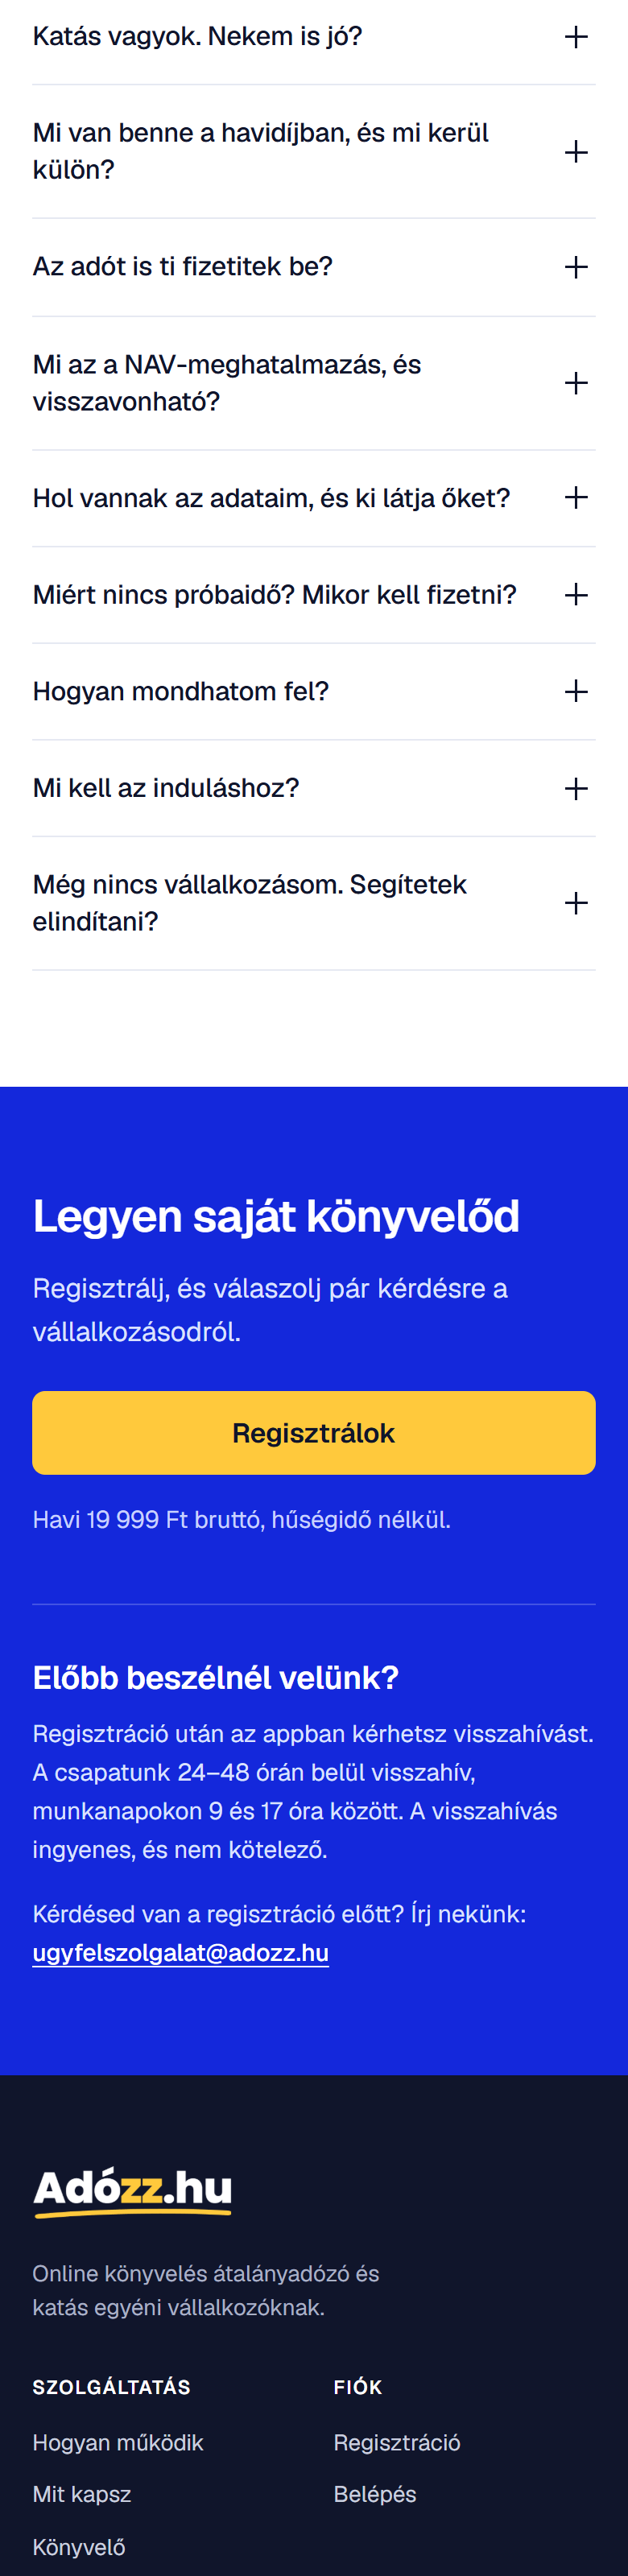 Katás vagyok. Nekem is jó?
Mi van benne a havidíjban, és mi kerül
külön?
Az adót is ti fizetitek be?
Mi az a NAV-meghatalmazás, és
visszavonható?
Hol vannak az adataim, és ki látja őket?
Miért nincs próbaidő? Mikor kell fizetni?
Hogyan mondhatom fel?
Mi kell az induláshoz?
Még nincs vállalkozásom. Segítetek
elindítani?
Legyen saját könyvelőd
Regisztrálj, és válaszolj pár kérdésre a
vállalkozásodról.
Regisztrálok
Havi 19 999 Ft bruttó, hűségidő nélkül.
Előbb beszélnél velünk?
Regisztráció után az appban kérhetsz visszahívást.
A csapatunk 24–48 órán belül visszahív,
munkanapokon 9 és 17 óra között. A visszahívás
ingyenes, és nem kötelező.
Kérdésed van a regisztráció előtt? Írj nekünk:
ugyfelszolgalat@adozz.hu
Adózz.hu
Online könyvelés átalányadózó és
katás egyéni vállalkozóknak.
SZOLGÁLTATÁS
Hogyan működik
Mit kapsz
Könyvelő
FIÓK
Regisztráció
Belépés